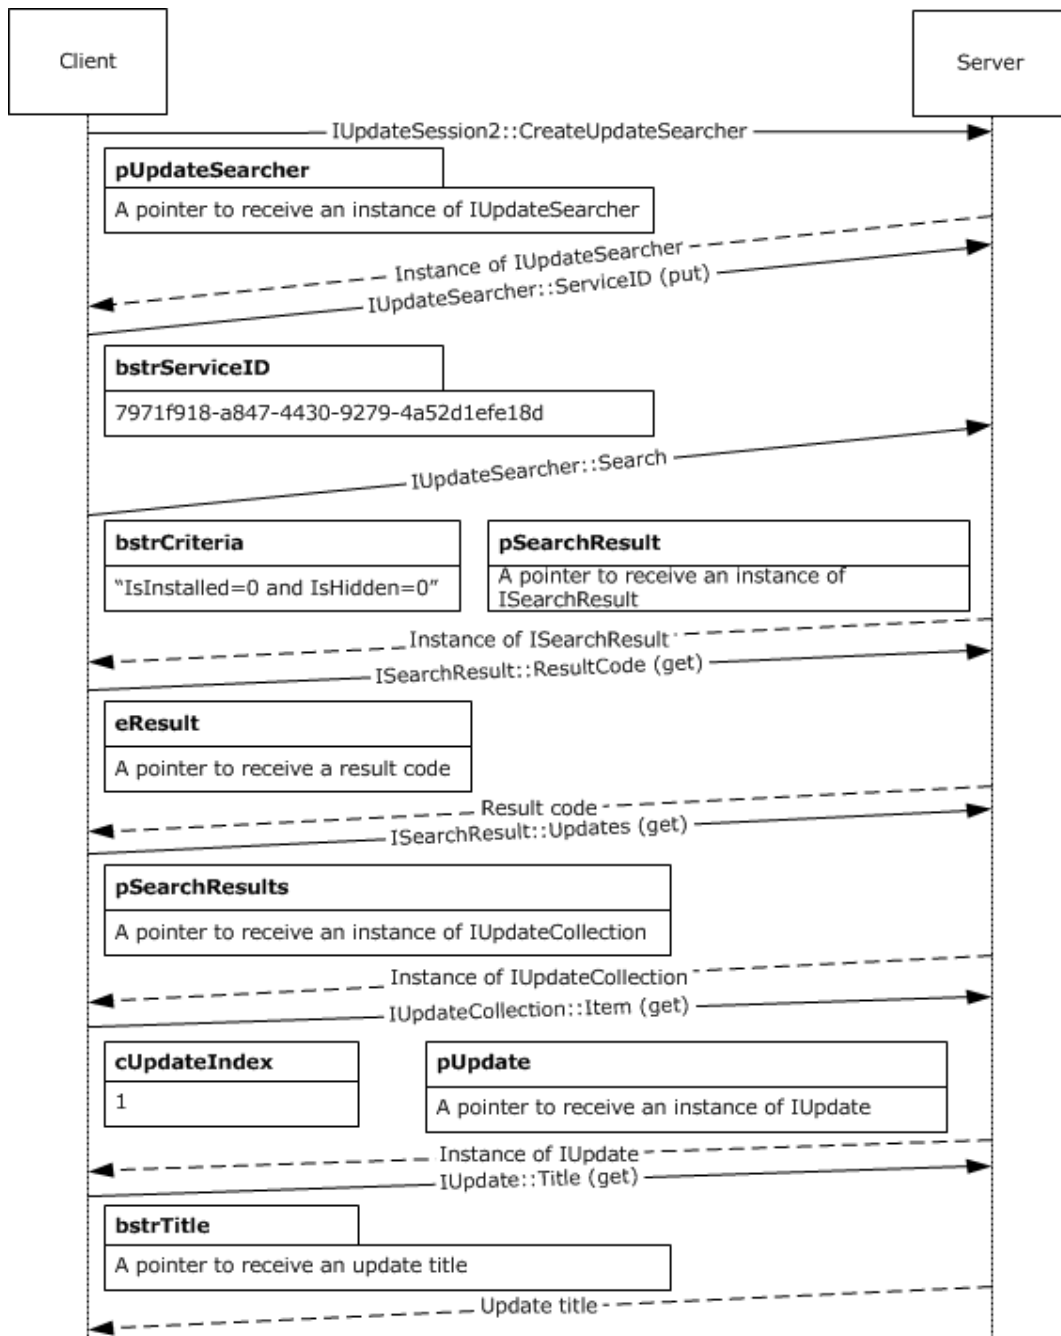 Client
Server
IUpdateSession2::CreateUpdateSearcher
pUpdateSearcher
A pointer to receive an instance of IUpdateSearcher
Instance of IUpdateSearcher
IUpdateSearcher::ServiceID (put)
bstrServiceID
7971f918-a847-4430-9279-4a52d1efe18d
IUpdateSearcher::Search
bstrCriteria
“IsInstalled=0 and IsHidden=0”
pSearchResult
A pointer to receive an instance of
ISearchResult
Instance of ISearchResult
ISearchResult::ResultCode (get)
eResult
A pointer to receive a result code
Result code
ISearchResult::Updates (get)
pSearchResults
A pointer to receive an instance of IUpdateCollection
Instance of IUpdateCollection
IUpdateCollection::Item (get)
cUpdateIndex
1
pUpdate
A pointer to receive an instance of IUpdate
Instance of IUpdate
IUpdate::Title (get)
bstrTitle
A pointer to receive an update title
Update title